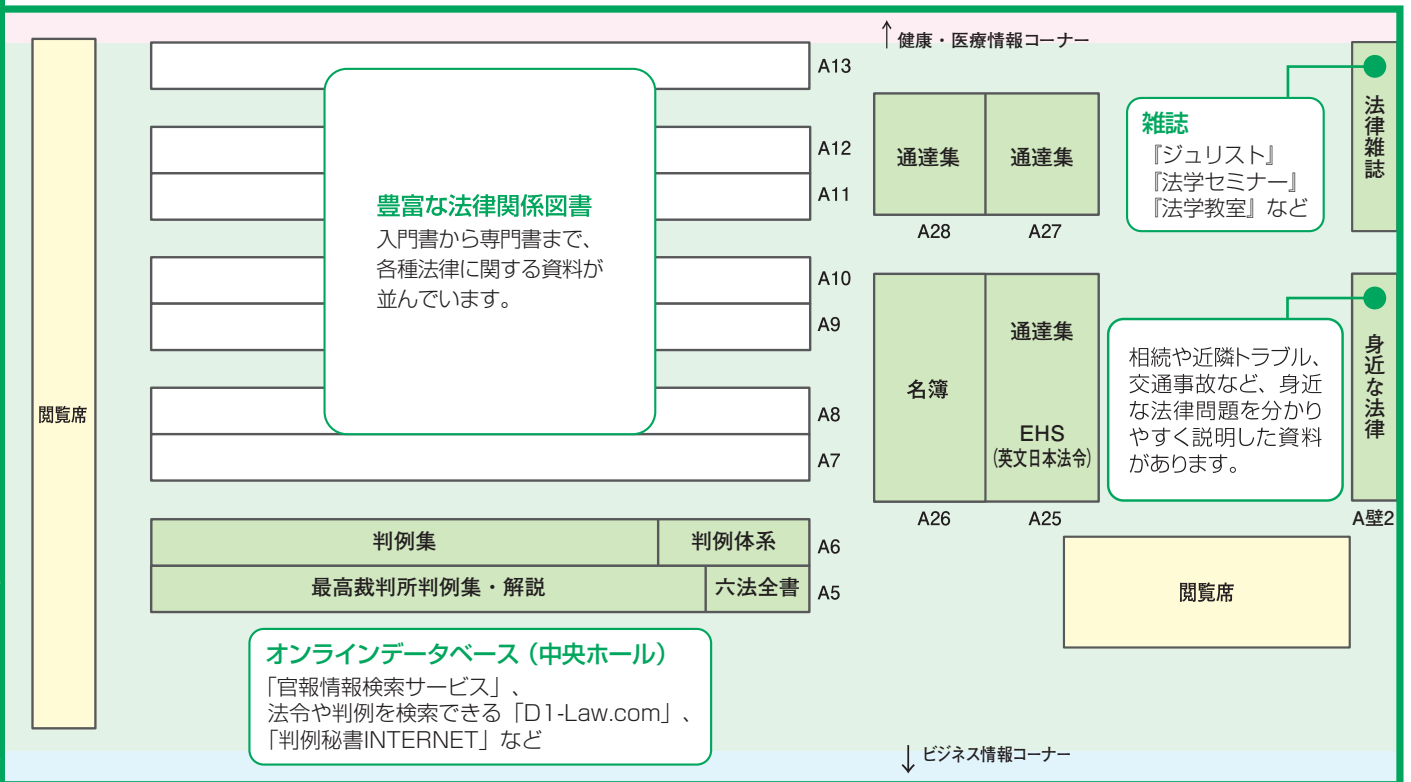 ↑健康・医療情報コーナー
A13
A12
A11
A10
A9
A8
A7
A6
A5
豊富な法律関係図書
入門書から専門書まで、
各種法律に関する資料が
並んでいます。
閲覧席
判例集
判例体系
最高裁判所判例集・解説
六法全書
オンラインデータベース（中央ホール）
「官報情報検索サービス」、
法令や判例を検索できる「D1-Law.com」、
「判例秘書INTERNET」など
通達集
通達集
A28
A27
名簿
通達集
EHS
(英文日本法令)
A26
A25
雑誌
『ジュリスト』
『法学セミナー』
『法学教室』など
法律雑誌
相続や近隣トラブル、
交通事故など、身近
な法律問題を分かり
やすく説明した資料
があります。
身近な法律
A壁2
閲覧席
↓ビジネス情報コーナー